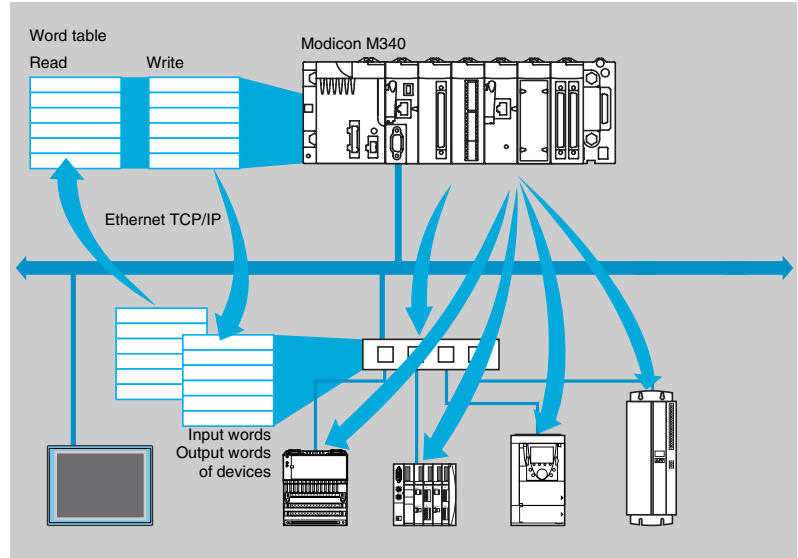 Word table
Read
Write
Modicon M340
Ethernet TCP/IP
Input words
Output words
of devices